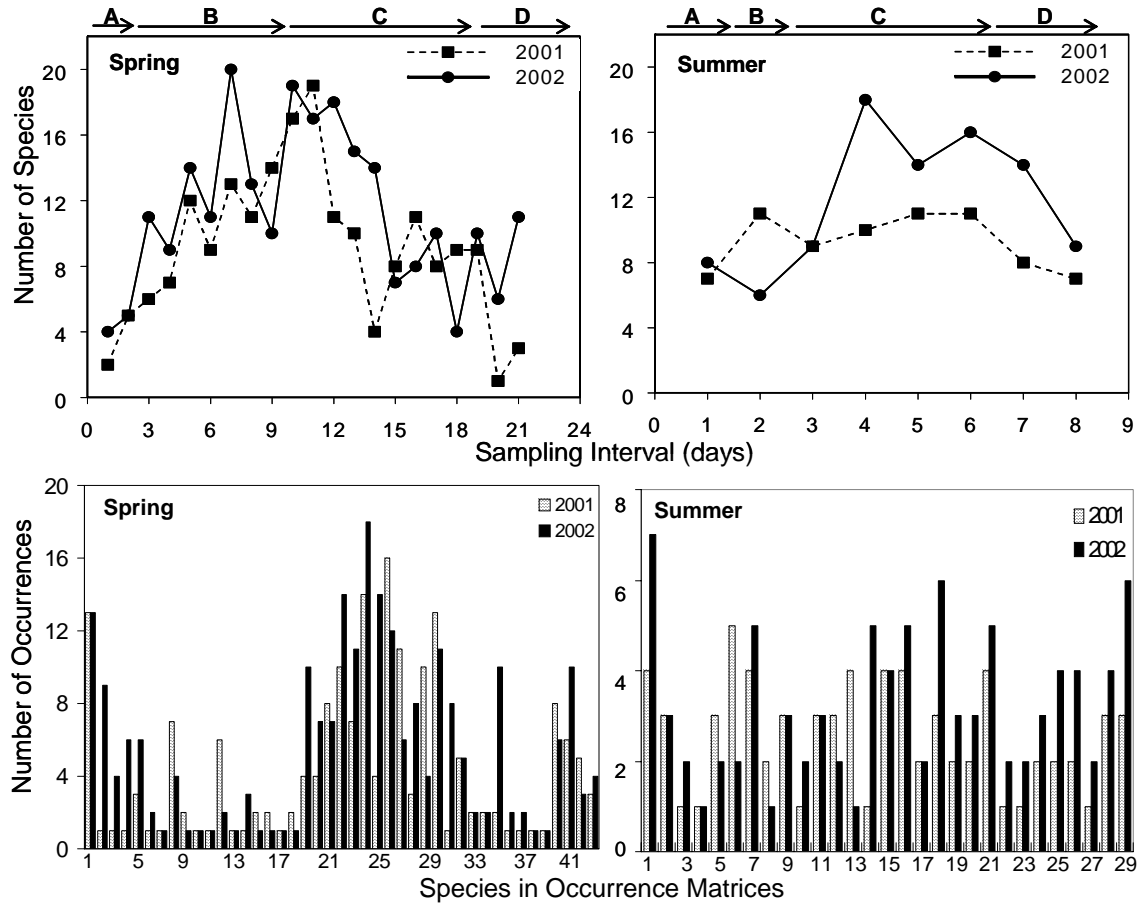 A B C D
A B C D
Spring
2001
2002
Number of Species
20
16
12
8
4
0
0 3 6 9 12 15 18 21 24
Summer
2001
2002
20
16
12
8
4
0
0 1 2 3 4 5 6 7 8 9
Sampling Interval (days)
Spring
2001
2002
Number of Occurrences
20
16
12
8
4
0
1 5 9 13 17 21 25 29 33 37 41
Summer
2001
2002
8
6
4
2
0
1 3 5 7 9 11 13 15 17 19 21 23 25 27 29
Species in Occurrence Matrices